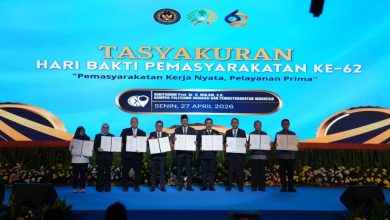 TASYAKURAN
HARI BAKTI PEMASYARAKATAN KE-62
"Pemasyarakatan Kerja Nyata, Pelayanan Prima"
SENIN, 27 APRIL 2026